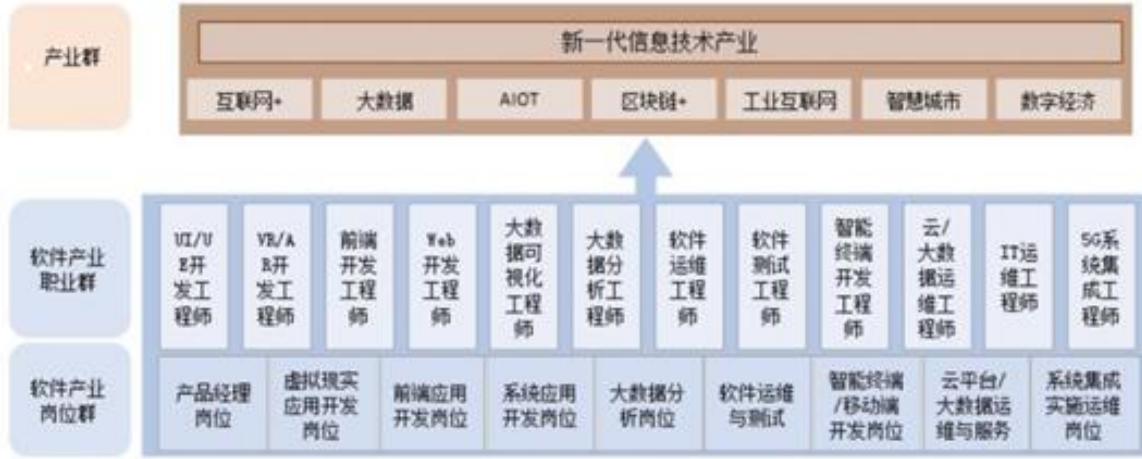 产业群
新一代信息技术产业
互联网+
大数据
AIOT
区块链+
工业互联网
智慧城市
数字经济
软件产业
职业群
UI/U
E开
发工
程师
VR/A
R开
发工
程师
前端
开发
工程
师
Web
开发
工程
师
大数
据可
视化
工程
师
大数
据分
析工
程师
软件
运维
工程
师
软件
测试
工程
师
智能
终端
开发
工程
师
云/
大数
据运
维工
程师
IT运
维工
程师
5G系
统集
成工
程师
软件产业
岗位群
产品经理
岗位
虚拟现实
应用开发
岗位
前端应用
开发岗位
系统应用
开发岗位
大数据分
析岗位
软件运维
与测试
智能终端
/移动端
开发岗位
云平台/
大数据运
维与服务
系统集成
实施运维
岗位